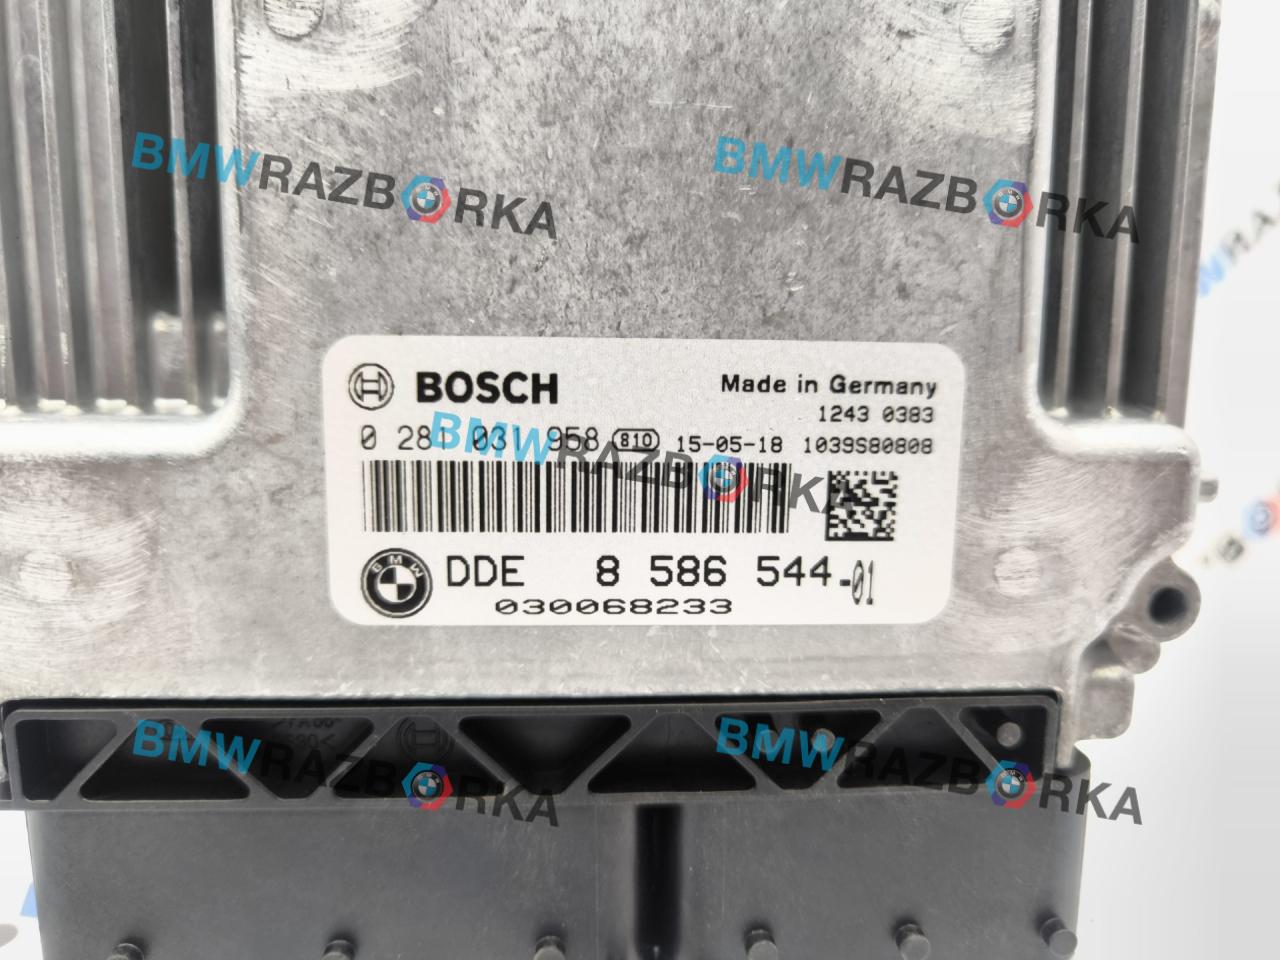 BMWRAZBORKA
BMWRAZBORKA
BOSCH
Made in Germany
1243 0383
0 281 031 958 810 15-05-18 1039S80808
BMWRAZBORKA
BMW
DDE 8 586 544-01
030068233
BMWRAZBORKA
BMWRAZBORKA